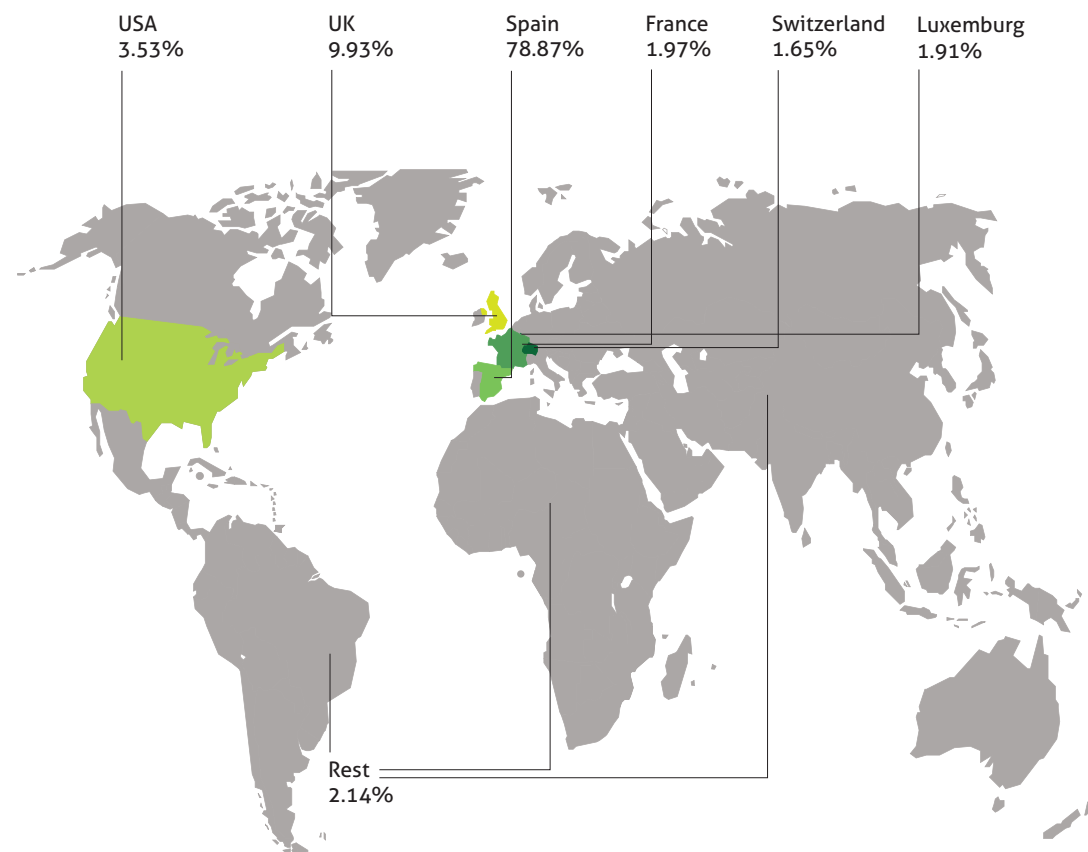 USA
3.53%
UK
9.93%
Spain
78.87%
France
1.97%
Switzerland
1.65%
Luxemburg
1.91%
Rest
2.14%